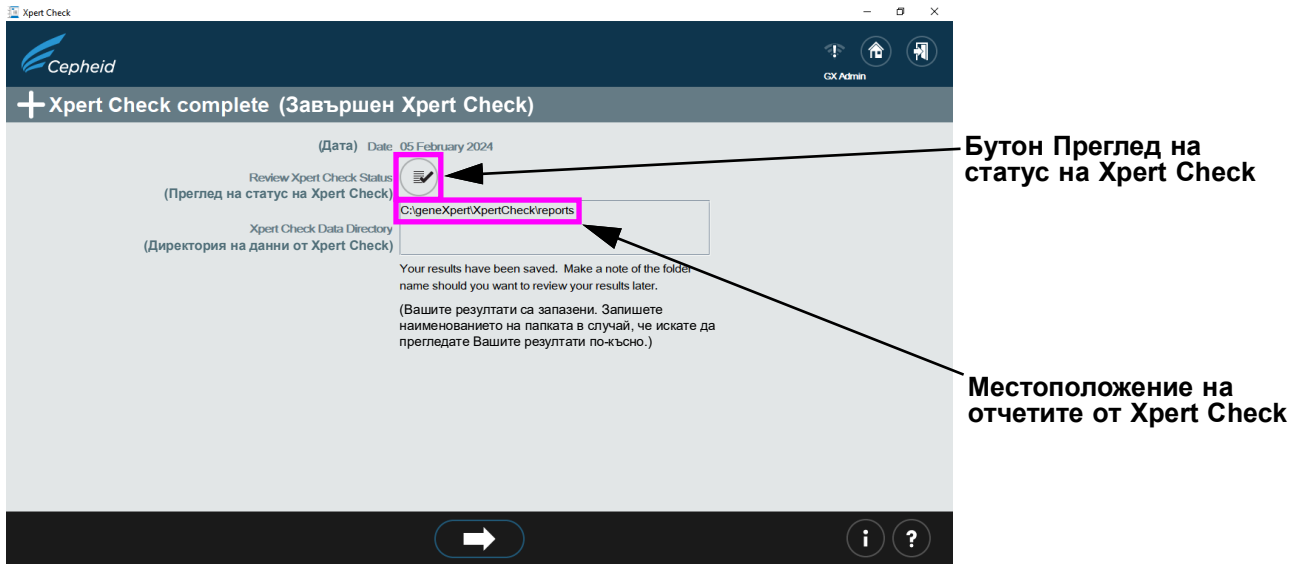 Xpert Check
Cepheid
GX Admin
Xpert Check complete (Завършен Xpert Check)
(Дата) Date 05 February 2024
Review Xpert Check Status
(Преглед на статус на Xpert Check)
C:\geneXpert\XpertCheck\reports
Xpert Check Data Directory
(Директория на данни от Xpert Check)
Your results have been saved. Make a note of the folder
name should you want to review your results later.
(Вашите резултати са запазени. Запишете
наименованието на папката в случай, че искате да
прегледате Вашите резултати по-късно.)
Бутон Преглед на
статус на Xpert Check
Местоположение на
отчетите от Xpert Check
i
?